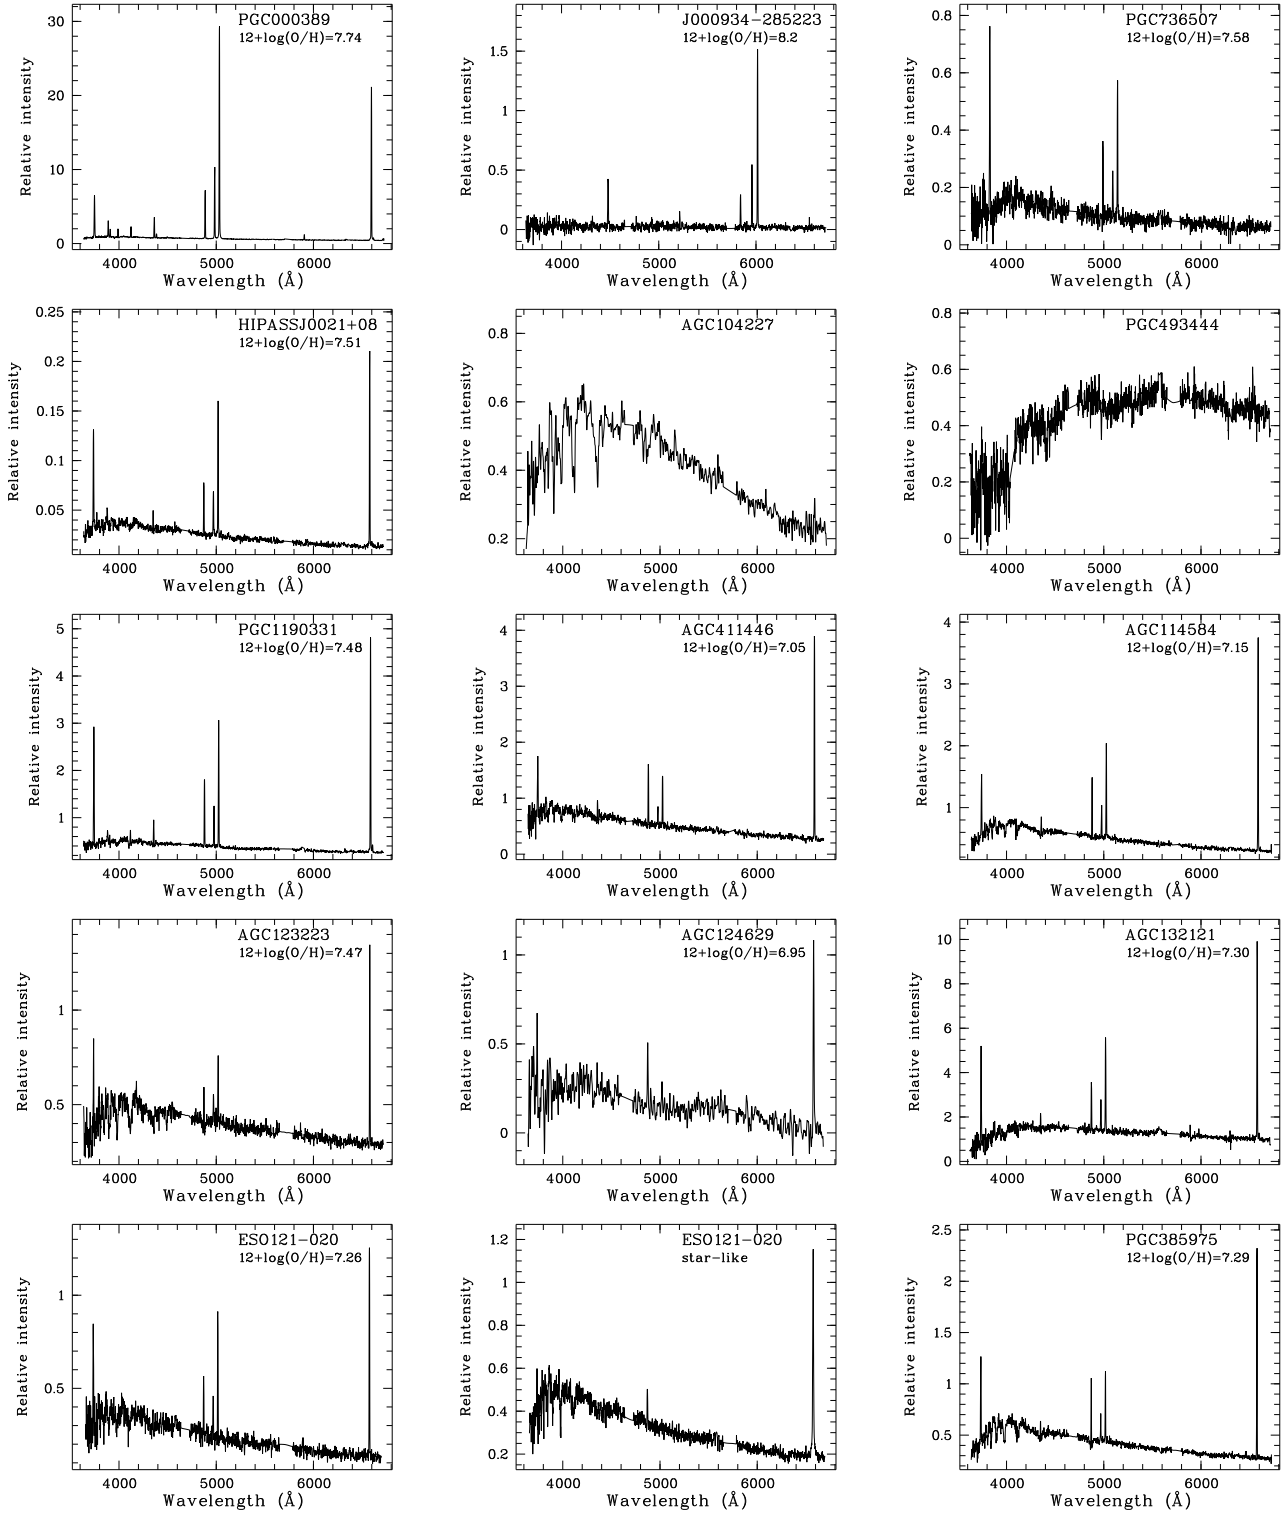 PGC000389
12+log(O/H)=7.74
30
20
10
0
Relative intensity
4000 5000 6000
Wavelength (Å)
J000934-285223
12+log(O/H)=8.2
1.5
1
0.5
0
Relative intensity
4000 5000 6000
Wavelength (Å)
PGC736507
12+log(O/H)=7.58
0.8
0.6
0.4
0.2
0
Relative intensity
4000 5000 6000
Wavelength (Å)
HIPASSJ0021+08
12+log(O/H)=7.51
0.25
0.2
0.15
0.1
0.05
Relative intensity
4000 5000 6000
Wavelength (Å)
AGC104227
0.8
0.6
0.4
0.2
Relative intensity
4000 5000 6000
Wavelength (Å)
PGC493444
0.8
0.6
0.4
0.2
0
Relative intensity
4000 5000 6000
Wavelength (Å)
PGC1190331
12+log(O/H)=7.48
5
4
3
2
1
Relative intensity
4000 5000 6000
Wavelength (Å)
AGC411446
12+log(O/H)=7.05
4
3
2
1
0
Relative intensity
4000 5000 6000
Wavelength (Å)
AGC114584
12+log(O/H)=7.15
4
3
2
1
Relative intensity
4000 5000 6000
Wavelength (Å)
AGC123223
12+log(O/H)=7.47
1
0.5
Relative intensity
4000 5000 6000
Wavelength (Å)
AGC124629
12+log(O/H)=6.95
1
0.5
0
Relative intensity
4000 5000 6000
Wavelength (Å)
AGC132121
12+log(O/H)=7.30
10
8
6
4
2
0
Relative intensity
4000 5000 6000
Wavelength (Å)
ESO121-020
12+log(O/H)=7.26
1
0.5
Relative intensity
4000 5000 6000
Wavelength (Å)
ESO121-020
star-like
1.2
1
0.8
0.6
0.4
0.2
Relative intensity
4000 5000 6000
Wavelength (Å)
PGC385975
12+log(O/H)=7.29
2.5
2
1.5
1
0.5
Relative intensity
4000 5000 6000
Wavelength (Å)